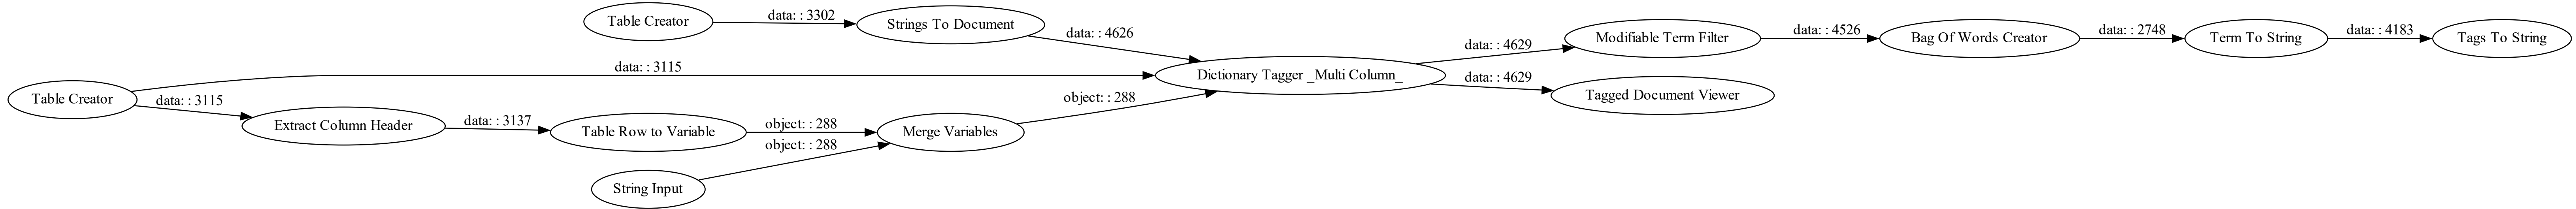 Table Creator
data: : 3302
Strings To Document
data: : 4626
data: : 3115
Table Creator
data: : 3115
Extract Column Header
data: : 3137
Table Row to Variable
object: : 288
object: : 288
String Input
Merge Variables
object: : 288
Dictionary Tagger _Multi Column_
data: : 4629
data: : 4629
Modifiable Term Filter
Tagged Document Viewer
data: : 4526
Bag Of Words Creator
data: : 2748
Term To String
data: : 4183
Tags To String